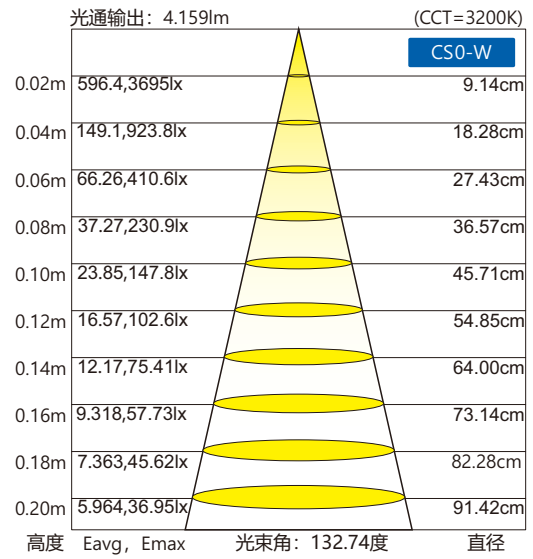 光通输出：4.159lm (CCT=3200K)
CS0-W
0.02m 596.4,3695lx 9.14cm
0.04m 149.1,923.8lx 18.28cm
0.06m 66.26,410.6lx 27.43cm
0.08m 37.27,230.9lx 36.57cm
0.10m 23.85,147.8lx 45.71cm
0.12m 16.57,102.6lx 54.85cm
0.14m 12.17,75.41lx 64.00cm
0.16m 9.318,57.73lx 73.14cm
0.18m 7.363,45.62lx 82.28cm
0.20m 5.964,36.95lx 91.42cm
高度 Eavg，Emax 光束角：132.74度 直径